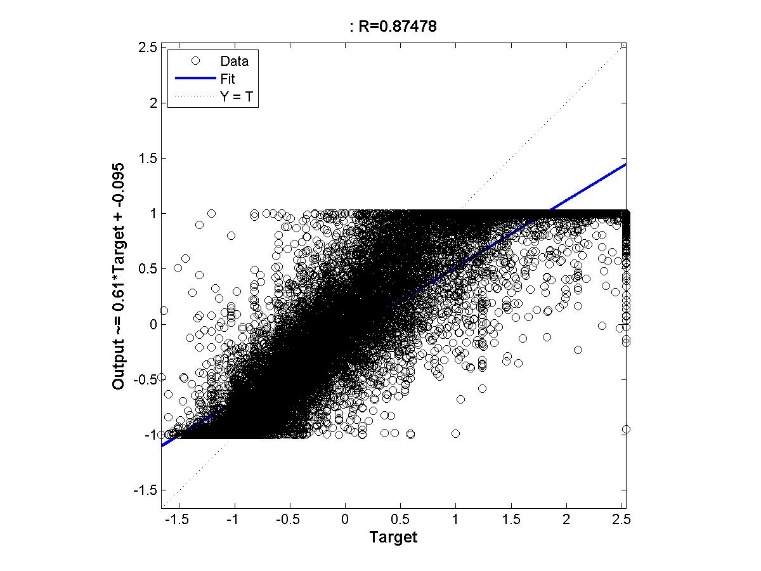 : R=0.87478
2.5
2
1.5
1
0.5
0
-0.5
-1
-1.5
Data
Fit
Y = T
Output ~= 0.61*Target + -0.095
-1.5 -1 -0.5 0 0.5 1 1.5 2 2.5
Target